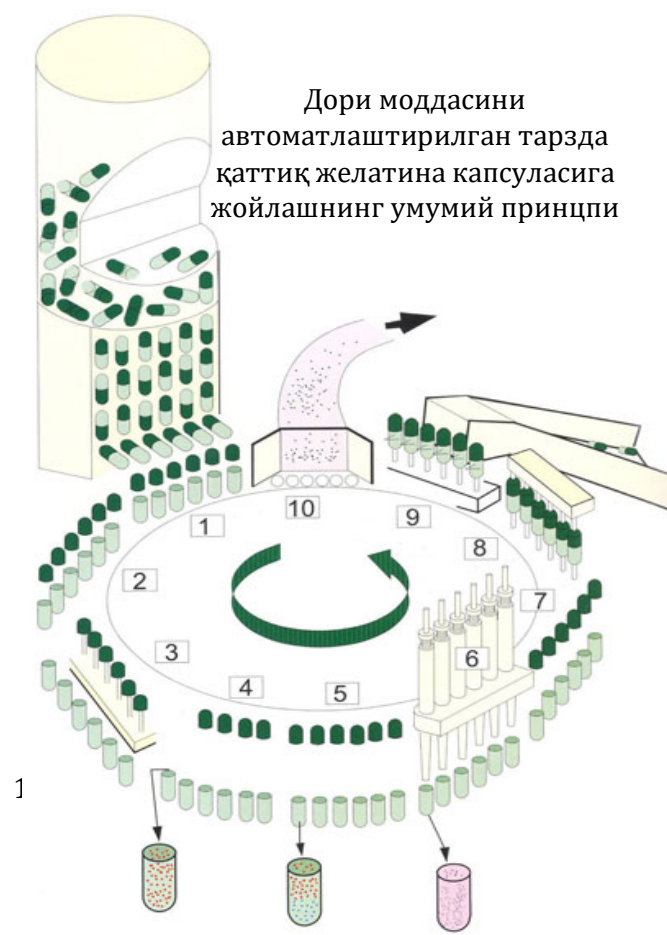 Дори моддасини
автоматлаштирилган тарзда
қаттиқ желатина капсуласига
жойлашнинг умумий принцпи
10
1
9
2
8
7
3
6
4
5
1